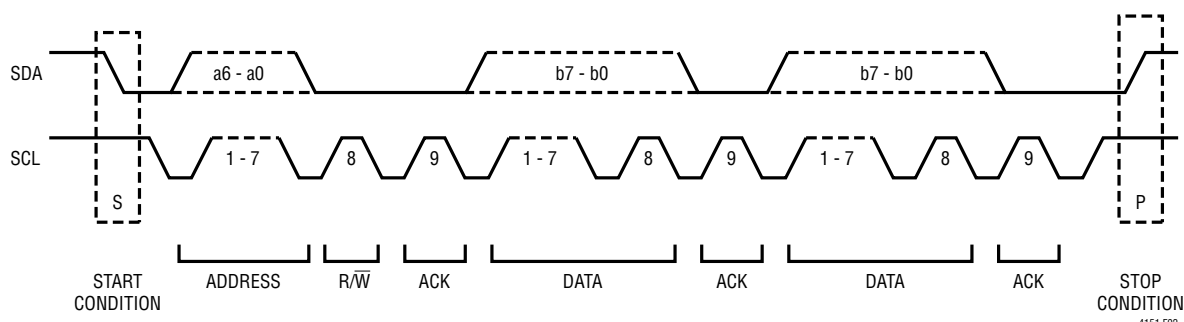 SDA
a6 - a0
b7 - b0
b7 - b0
SCL
1 - 7
8
9
1 - 7
8
9
1 - 7
8
9
S
P
START
CONDITION
ADDRESS
R/W̅
ACK
DATA
ACK
DATA
ACK
STOP
CONDITION